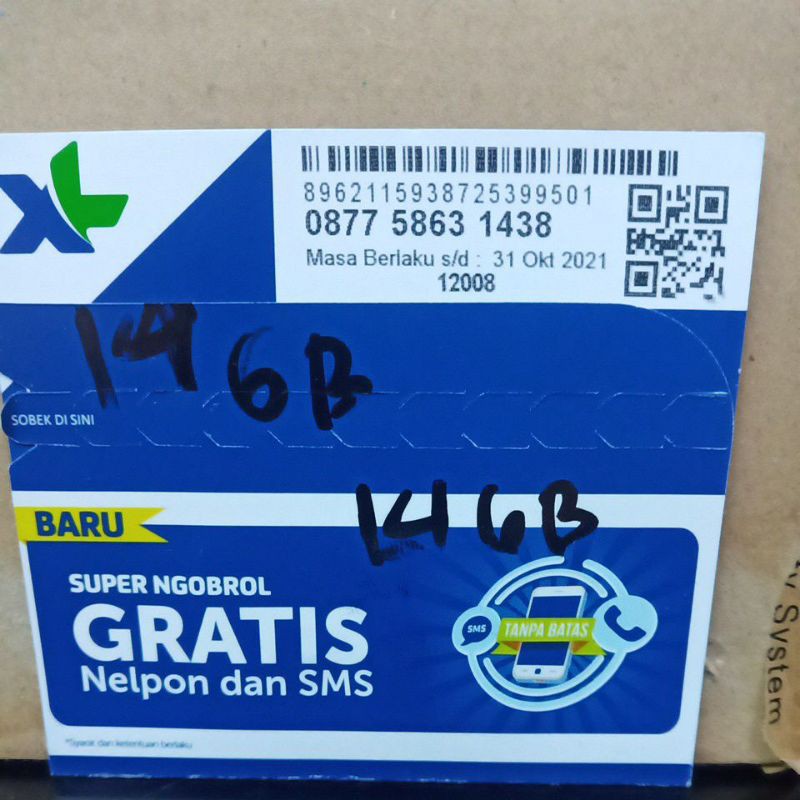 XL
8962115938725399501
0877 5863 1438
Masa Berlaku s/d : 31 Okt 2021
12008
14 GB
SOBEK DI SINI
14 GB
BARU
SUPER NGOBROL
GRATIS
Nelpon dan SMS
SMS
TANPA BATAS
*Syarat dan ketentuan berlaku
System